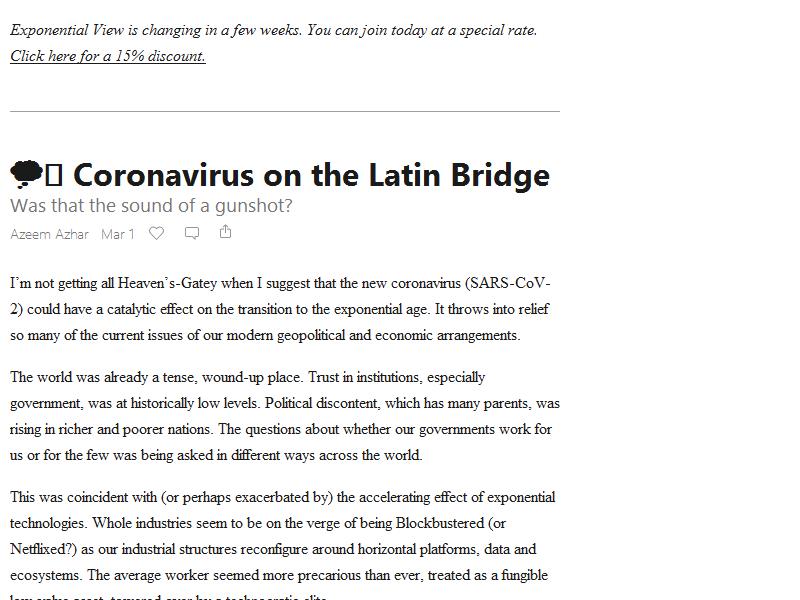 Exponential View is changing in a few weeks. You can join today at a special rate.
Click here for a 15% discount.
Coronavirus on the Latin Bridge
Was that the sound of a gunshot?
Azeem Azhar Mar 1
I'm not getting all Heaven's-Gatey when I suggest that the new coronavirus (SARS-CoV-
2) could have a catalytic effect on the transition to the exponential age. It throws into relief
so many of the current issues of our modern geopolitical and economic arrangements.
The world was already a tense, wound-up place. Trust in institutions, especially
government, was at historically low levels. Political discontent, which has many parents, was
rising in richer and poorer nations. The questions about whether our governments work for
us or for the few was being asked in different ways across the world.
This was coincident with (or perhaps exacerbated by) the accelerating effect of exponential
technologies. Whole industries seem to be on the verge of being Blockbustered (or
Netflixed?) as our industrial structures reconfigure around horizontal platforms, data and
ecosystems. The average worker seemed more precarious than ever, treated as a fungible